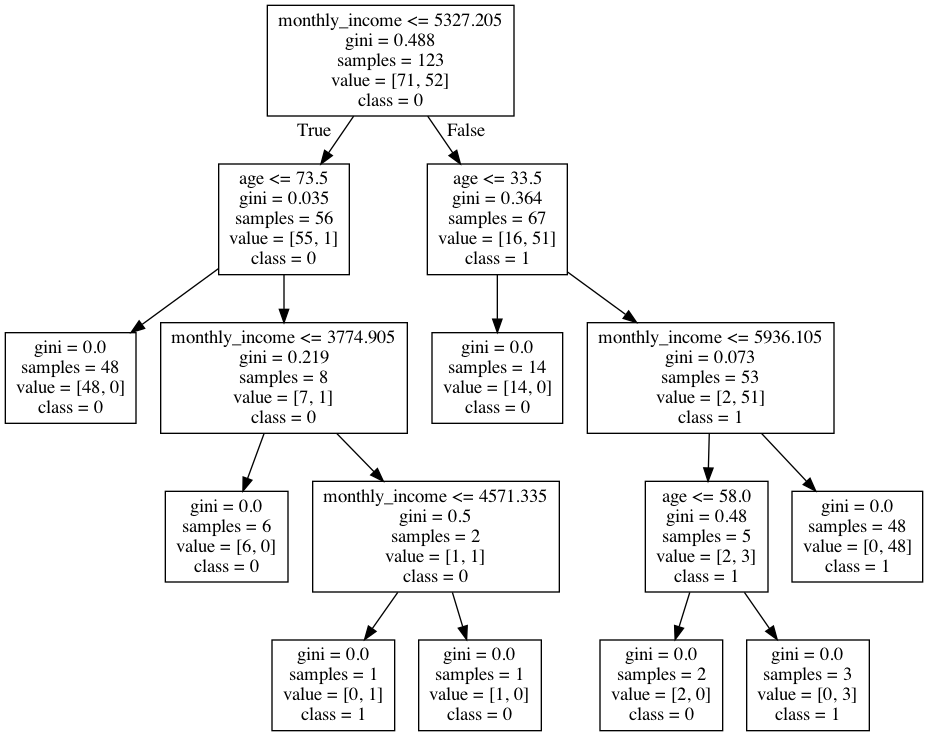 monthly_income <= 5327.205
gini = 0.488
samples = 123
value = [71, 52]
class = 0
True
False
age <= 73.5
gini = 0.035
samples = 56
value = [55, 1]
class = 0
age <= 33.5
gini = 0.364
samples = 67
value = [16, 51]
class = 1
gini = 0.0
samples = 48
value = [48, 0]
class = 0
monthly_income <= 3774.905
gini = 0.219
samples = 8
value = [7, 1]
class = 0
gini = 0.0
samples = 14
value = [14, 0]
class = 0
monthly_income <= 5936.105
gini = 0.073
samples = 53
value = [2, 51]
class = 1
gini = 0.0
samples = 6
value = [6, 0]
class = 0
monthly_income <= 4571.335
gini = 0.5
samples = 2
value = [1, 1]
class = 0
age <= 58.0
gini = 0.48
samples = 5
value = [2, 3]
class = 1
gini = 0.0
samples = 48
value = [0, 48]
class = 1
gini = 0.0
samples = 1
value = [0, 1]
class = 1
gini = 0.0
samples = 1
value = [1, 0]
class = 0
gini = 0.0
samples = 2
value = [2, 0]
class = 0
gini = 0.0
samples = 3
value = [0, 3]
class = 1